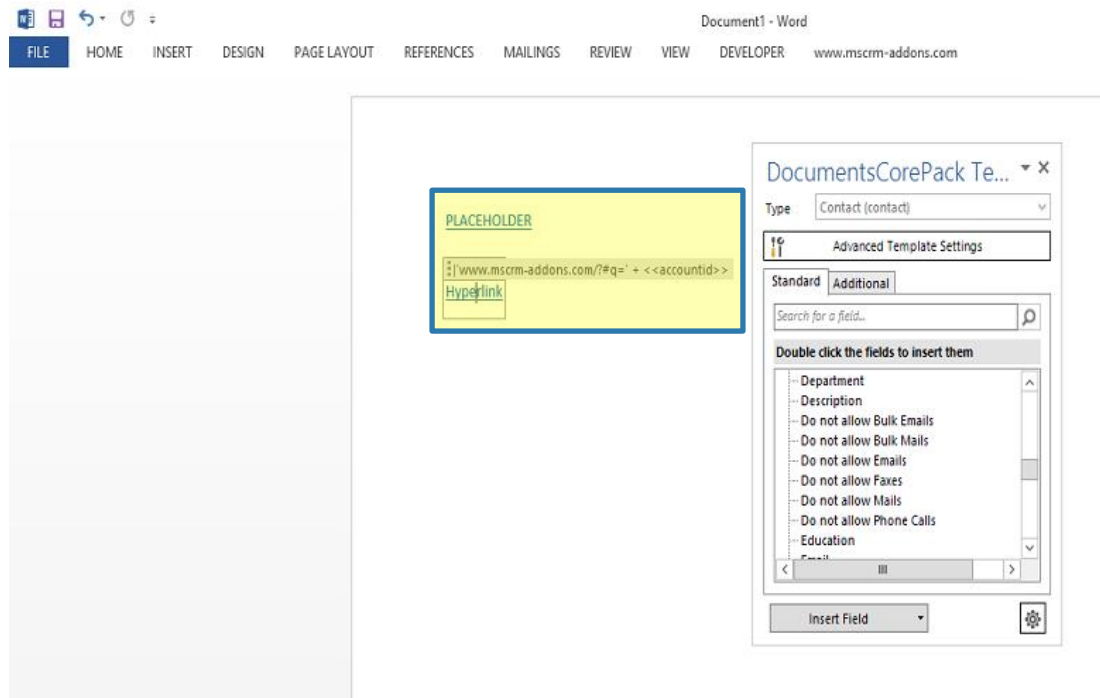 Document1 - Word
FILE HOME INSERT DESIGN PAGE LAYOUT REFERENCES MAILINGS REVIEW VIEW DEVELOPER www.mscrm-addons.com
PLACEHOLDER
['www.mscrm-addons.com/?#q=' + <<accountid>>
Hyperlink
DocumentsCorePack Te...
Type Contact (contact)
Advanced Template Settings
Standard Additional
Search for a field...
Double click the fields to insert them
Department
Description
Do not allow Bulk Emails
Do not allow Bulk Mails
Do not allow Emails
Do not allow Faxes
Do not allow Mails
Do not allow Phone Calls
Education
Email
Insert Field